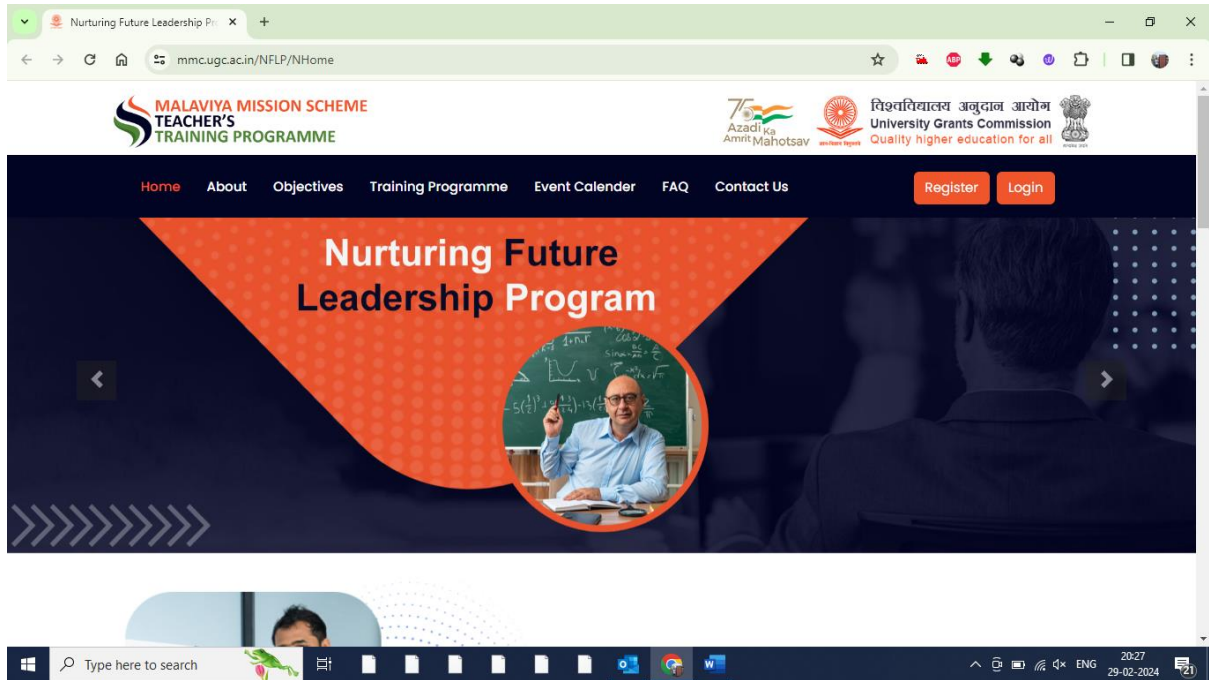 Nurturing Future Leadership Pr
mmc.ugc.ac.in/NFLP/NHome
ABP
MALAVIYA MISSION SCHEME
TEACHER'S
TRAINING PROGRAMME
75
Azadi Ka
Amrit Mahotsav
विश्वविद्यालय अनुदान आयोग
University Grants Commission
Quality higher education for all
Home About Objectives Training Programme Event Calender FAQ Contact Us Register Login
Nurturing Future
Leadership Program
Type here to search
ENG
20:27
29-02-2024
21